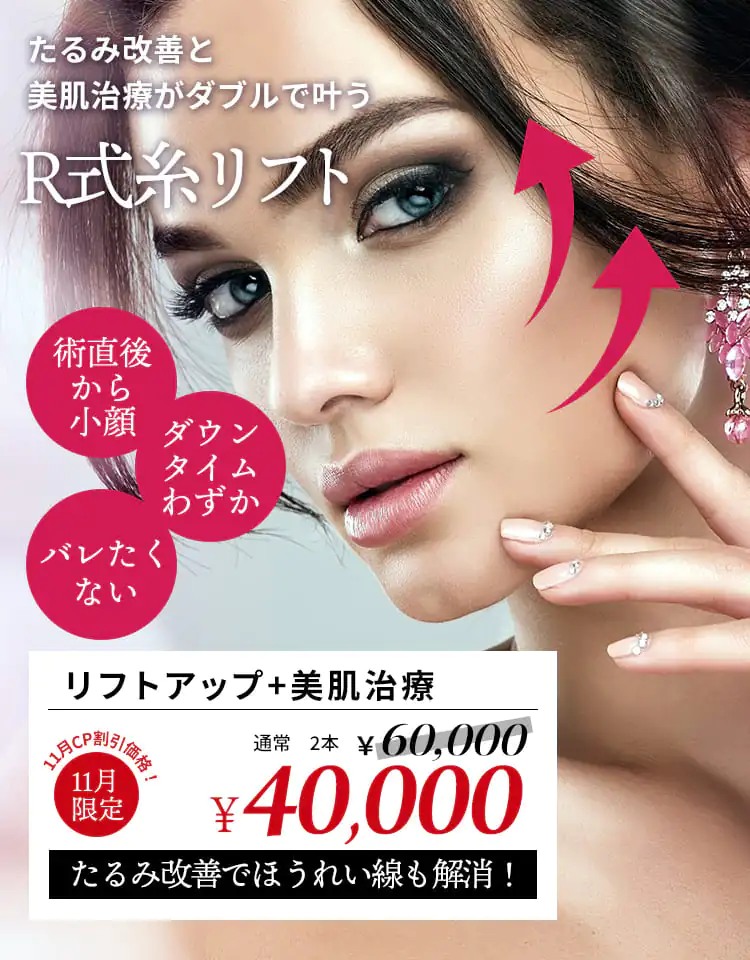 たるみ改善と
美肌治療がダブルで叶う
R式糸リフト
術直後
から
小顔
ダウン
タイム
わずか
バレたく
ない
リフトアップ+美肌治療
11月CP割引価格！
11月
限定
通常 2本 ¥60,000
¥40,000
たるみ改善でほうれい線も解消！